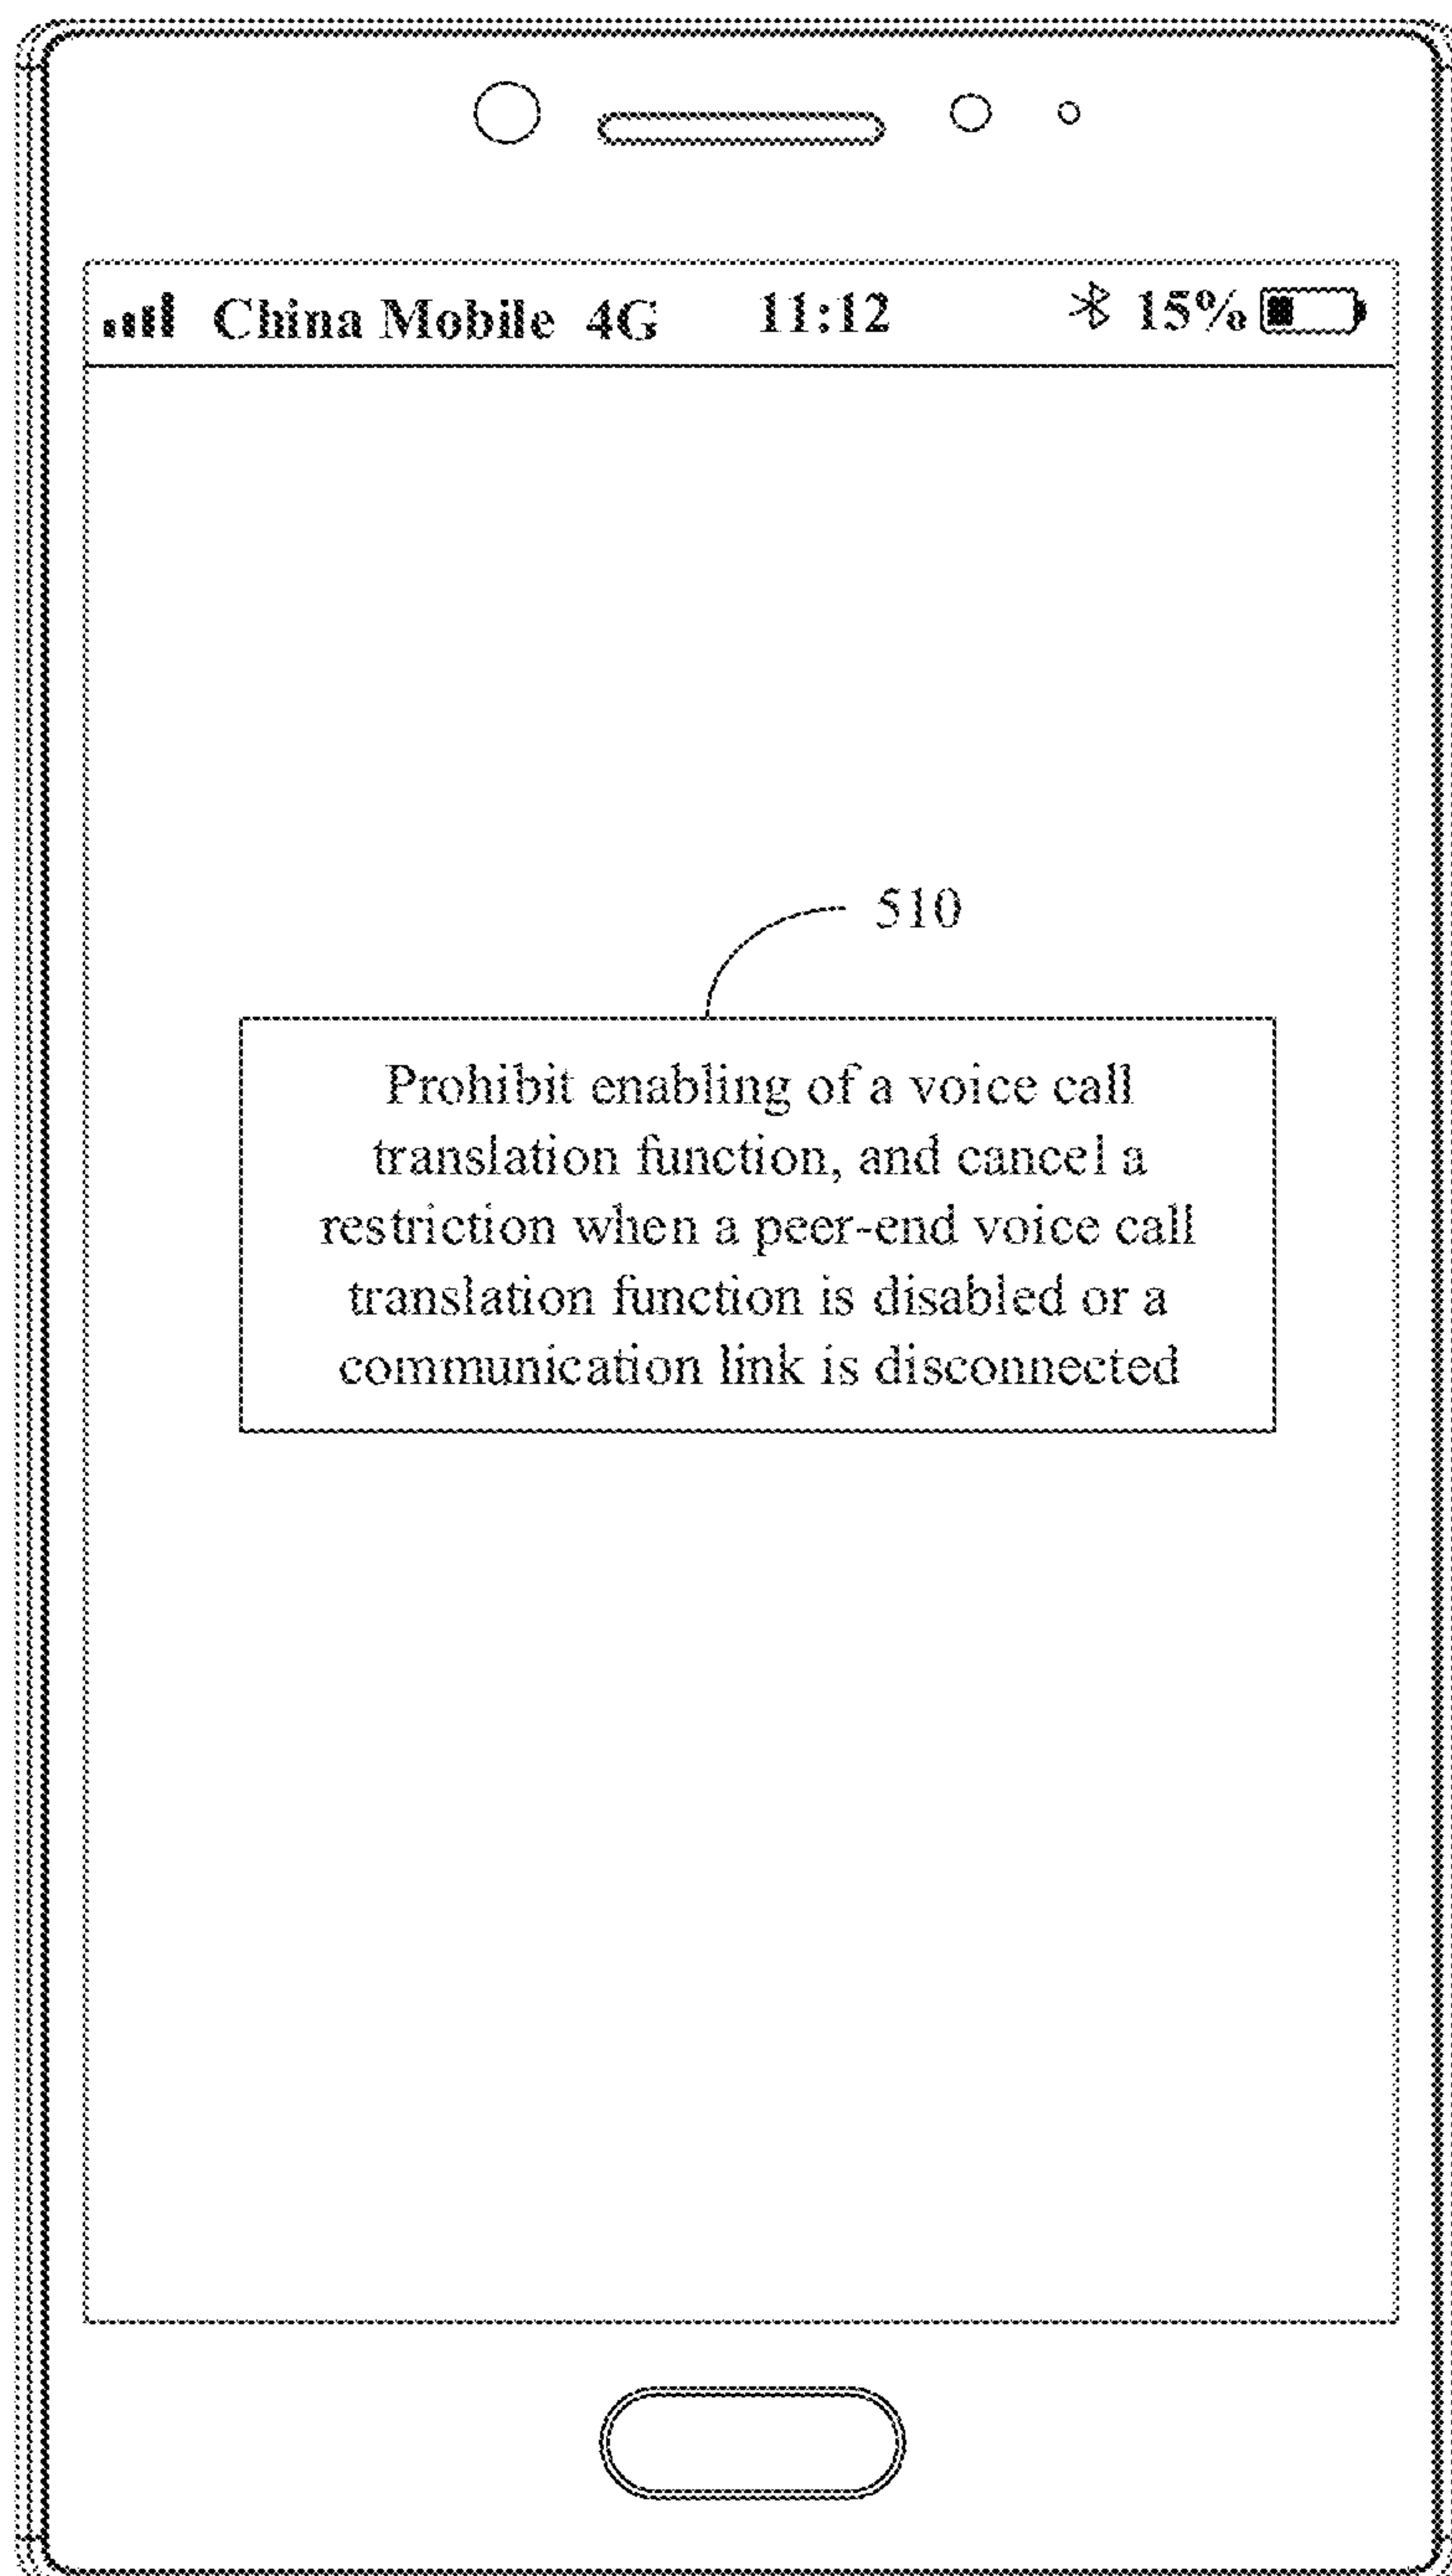 China Mobile 4G 11:12 15%
510
Prohibit enabling of a voice call
translation function, and cancel a
restriction when a peer-end voice call
translation function is disabled or a
communication link is disconnected